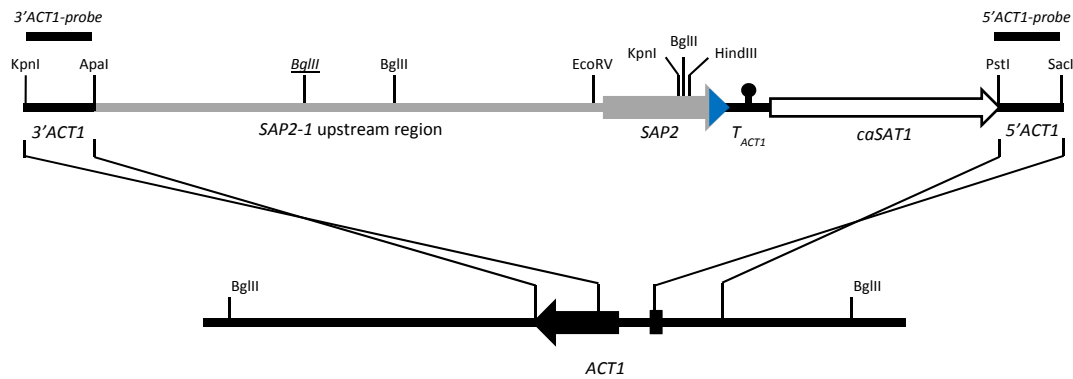 3'ACT1-probe
5'ACT1-probe
KpnI
ApaI
BglII
BglII
EcoRV
KpnI
BglII
HindIII
PstI
SacI
3'ACT1
SAP2-1 upstream region
SAP2
T_ACT1
caSAT1
5'ACT1
BglII
BglII
ACT1